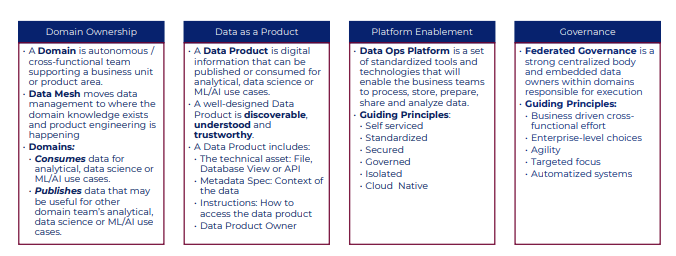 Domain Ownership
· A Domain is autonomous /
cross-functional team
supporting a business unit
or product area.
· Data Mesh moves data
management to where the
domain knowledge exists
and product engineering is
happening
· Domains:
· Consumes data for
analytical, data science or
ML/AI use cases.
· Publishes data that may
be useful for other
domain team's analytical,
data science or ML/AI use
cases.
Data as a Product
· A Data Product is digital
information that can be
published or consumed for
analytical, data science or
ML/AI use cases.
· A well-designed Data
Product is discoverable,
understood and
trustworthy.
· A Data Product includes:
· The technical asset: File,
Database View or API
· Metadata Spec: Context of
the data
· Instructions: How to
access the data product
· Data Product Owner
Platform Enablement
· Data Ops Platform is a set
of standardized tools and
technologies that will
enable the business teams
to process, store, prepare,
share and analyze data.
· Guiding Principles:
· Self serviced
· Standardized
· Secured
· Governed
· Isolated
· Cloud Native
Governance
· Federated Governance is a
strong centralized body
and embedded data
owners within domains
responsible for execution
· Guiding Principles:
· Business driven cross-
functional effort
· Enterprise-level choices
· Agility
· Targeted focus
· Automatized systems